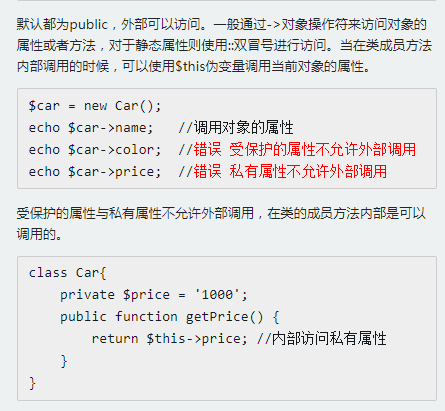 默认都为public，外部可以访问。一般通过->对象操作符来访问对象的
属性或者方法，对于静态属性则使用::双冒号进行访问。当在类成员方法
内部调用的时候，可以使用$this伪变量调用当前对象的属性。
$car = new Car();
echo $car->name;   //调用对象的属性
echo $car->color;  //错误 受保护的属性不允许外部调用
echo $car->price;  //错误 私有属性不允许外部调用
受保护的属性与私有属性不允许外部调用，在类的成员方法内部是可以
调用的。
class Car{
    private $price = '1000';
    public function getPrice() {
        return $this->price; //内部访问私有属性
    }
}